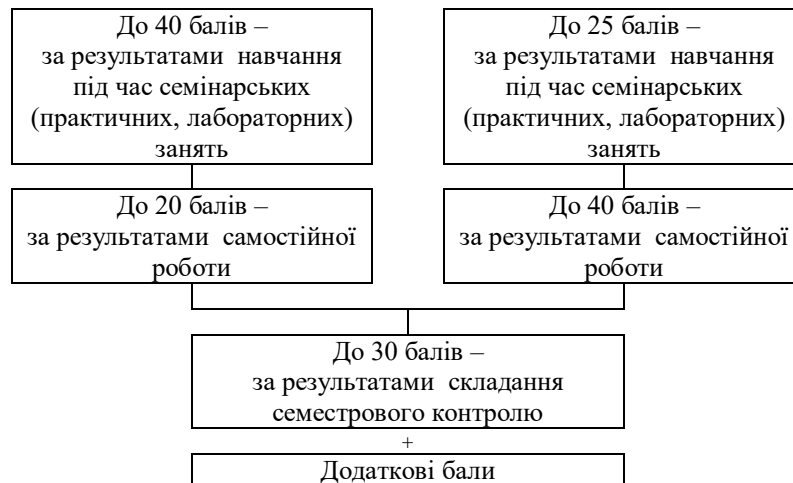 До 40 балів –
за результатами навчання
під час семінарських
(практичних, лабораторних)
занять
До 25 балів –
за результатами навчання
під час семінарських
(практичних, лабораторних)
занять
До 20 балів –
за результатами самостійної
роботи
До 40 балів –
за результатами самостійної
роботи
До 30 балів –
за результатами складання
семестрового контролю
+
Додаткові бали